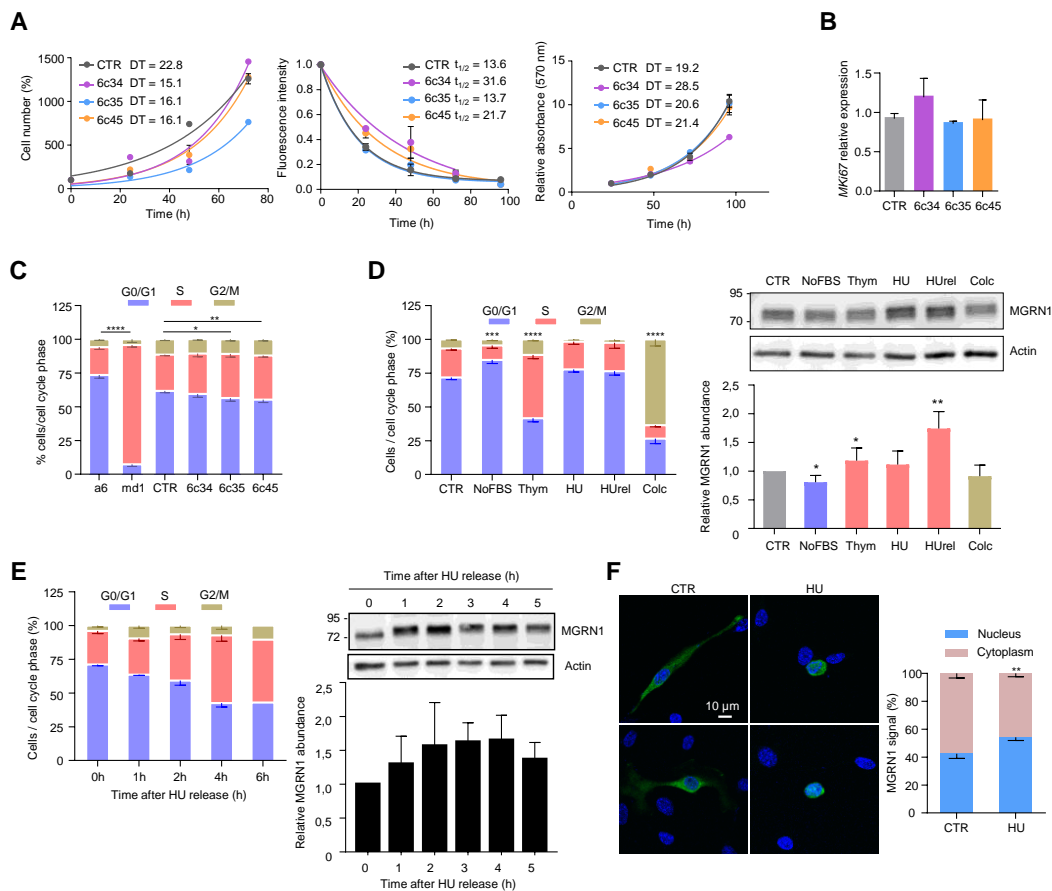 A
CTR DT = 22.8
6c34 DT = 15.1
6c35 DT = 16.1
6c45 DT = 16.1
Cell number (%)
1500
1000
500
0
0 20 40 60 80
Time (h)
CTR t1/2 = 13.6
6c34 t1/2 = 31.6
6c35 t1/2 = 13.7
6c45 t1/2 = 21.7
Fluorescence intensity
1.0
0.8
0.6
0.4
0.2
0.0
0 20 40 60 80 100
Time (h)
CTR DT = 19.2
6c34 DT = 28.5
6c35 DT = 20.6
6c45 DT = 21.4
Relative absorbance (570 nm)
15
10
5
0
0 50 100
Time (h)
B
MK67 relative expression
1.5
1.0
0.5
0.0
CTR 6c34 6c35 6c45
C
G0/G1 S G2/M
% cells/cell cycle phase
125
100
75
50
25
0
****
**
*
a6 md1 CTR 6c34 6c35 6c45
D
G0/G1 S G2/M
Cells / cell cycle phase (%)
125
100
75
50
25
0
*** **** ****
CTR NoFBS Thym HU HUrel Colc
CTR NoFBS Thym HU HUrel Colc
95
72
MGRN1
Actin
Relative MGRN1 abundance
2,5
2,0
1,5
1,0
0,5
0
* * **
CTR NoFBS Thym HU HUrel Colc
E
G0/G1 S G2/M
Cells / cell cycle phase (%)
125
100
75
50
25
0
0h 1h 2h 4h 6h
Time after HU release (h)
Time after HU release (h)
0 1 2 3 4 5
95
72
MGRN1
Actin
Relative MGRN1 abundance
2,5
2,0
1,5
1,0
0,5
0,0
0 1 2 3 4 5
Time after HU release (h)
F
CTR HU
10 µm
Nucleus
Cytoplasm
MGRN1 signal (%)
100
80
60
40
20
0
**
CTR HU